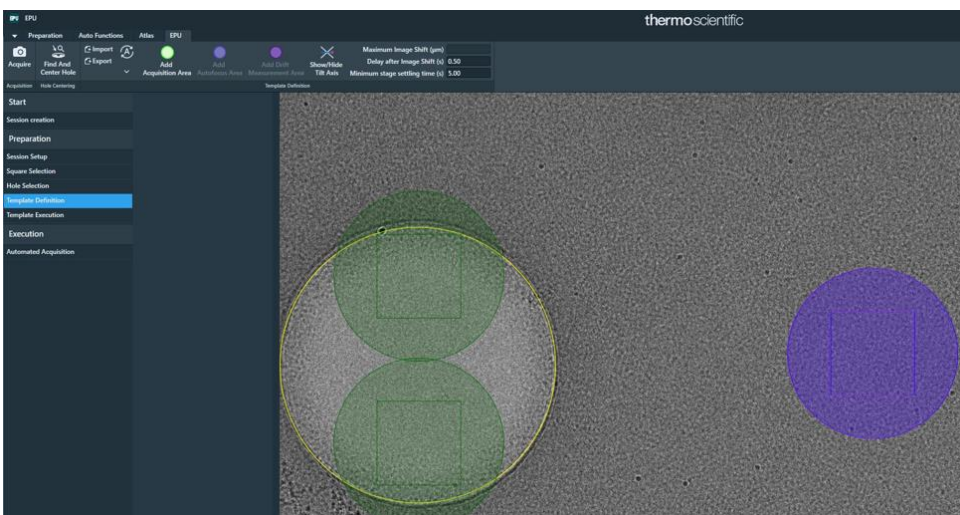 EPU EPU
thermo scientific
Preparation Auto Functions Atlas EPU
Acquire
Find And Center Hole
Import
Export
Add Acquisition Area
Add Autofocus Area
Add Drift Measurement Area
Show/Hide Tilt Axis
Maximum Image Shift (µm)
Delay after Image Shift (s) 0.50
Minimum stage settling time (s) 5.00
Acquisition Hole Centering Template Definition
Start
Session creation
Preparation
Session Setup
Square Selection
Hole Selection
Template Definition
Template Execution
Execution
Automated Acquisition